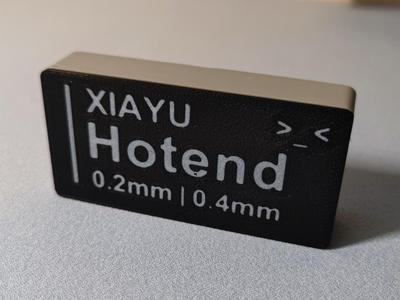 XIAYU
>_<
Hotend
0.2mm | 0.4mm